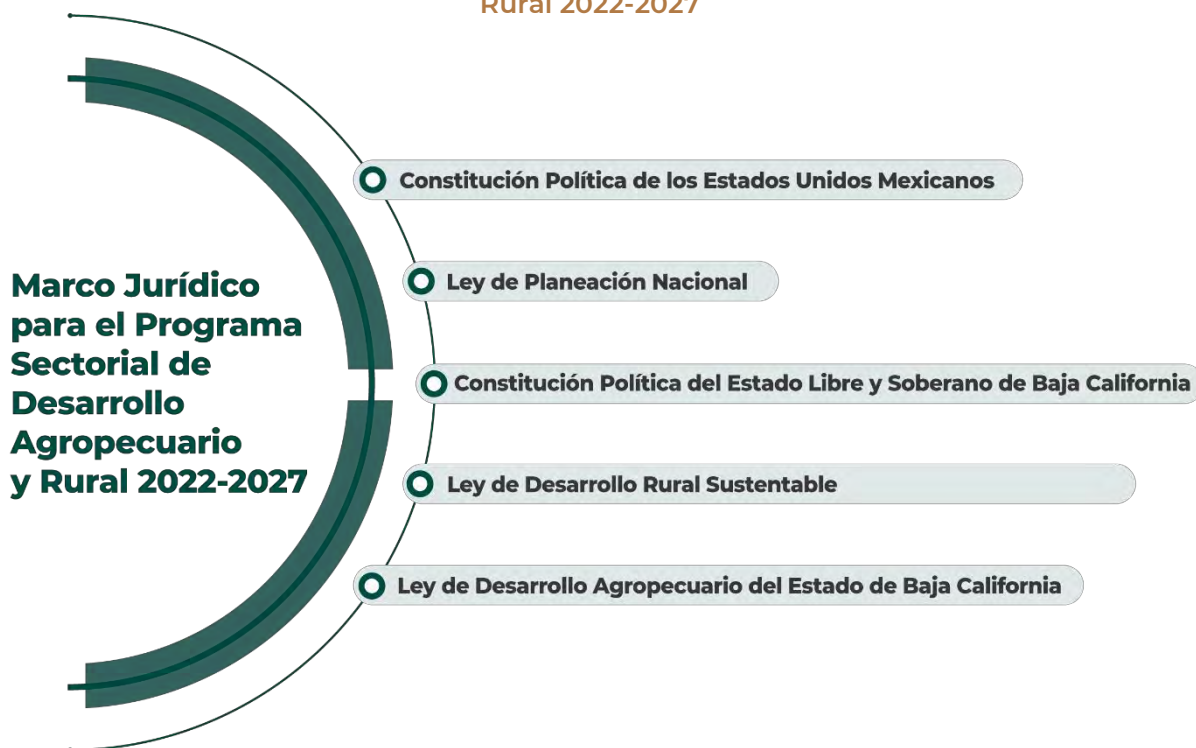 Rural 2022-2027
Constitución Política de los Estados Unidos Mexicanos
Ley de Planeación Nacional
Marco Jurídico
para el Programa
Sectorial de
Desarrollo
Agropecuario
y Rural 2022-2027
Constitución Política del Estado Libre y Soberano de Baja California
Ley de Desarrollo Rural Sustentable
Ley de Desarrollo Agropecuario del Estado de Baja California